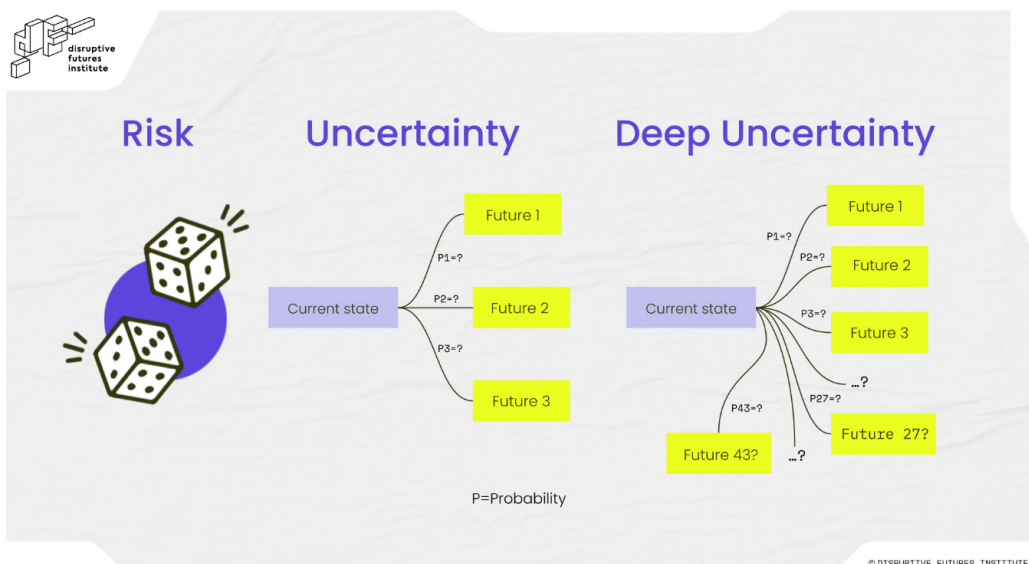 disruptive
futures
institute
Risk
Uncertainty
Deep Uncertainty
Future 1
P1=?
Current state
P2=?
Future 2
P3=?
Future 3
Future 1
P1=?
P2=?
Future 2
Current state
P3=?
Future 3
...?
P27=?
P43=?
Future 27?
Future 43?
...?
P=Probability
© DISRUPTIVE FUTURES INSTITUTE